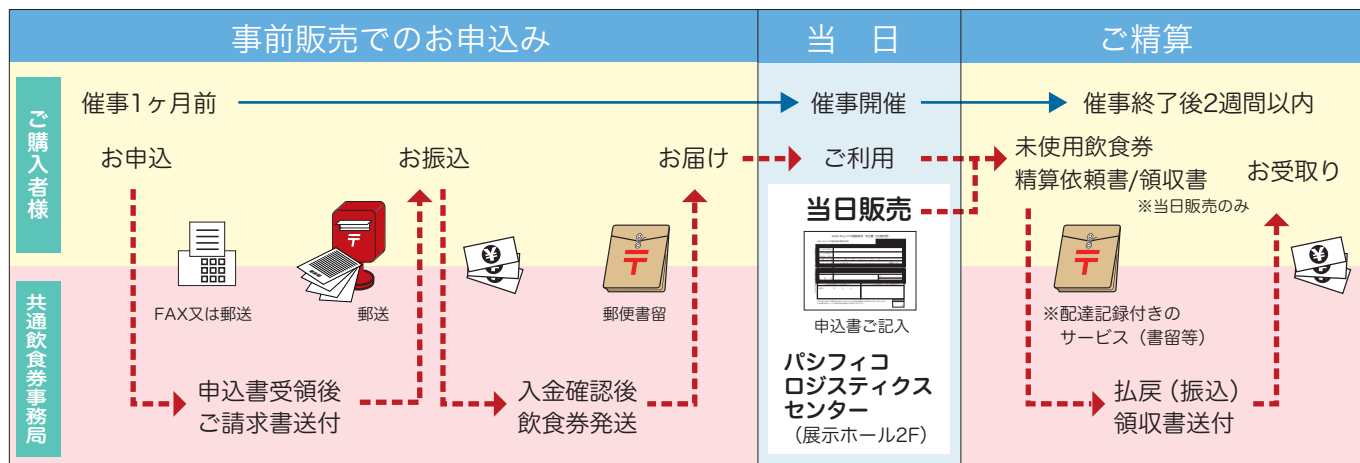 事前販売でのお申込み
当 日
ご精算
ご購入者様
催事1ヶ月前
催事開催
催事終了後2週間以内
お申込
お振込
お届け
ご利用
未使用飲食券
精算依頼書/領収書
※当日販売のみ
お受取り
当日販売
FAX又は郵送
郵送
郵便書留
申込書ご記入
※配達記録付きの
サービス（書留等）
共通飲食券事務局
申込書受領後
ご請求書送付
入金確認後
飲食券発送
パシフィコ
ロジスティクス
センター
（展示ホール2F）
払戻（振込）
領収書送付